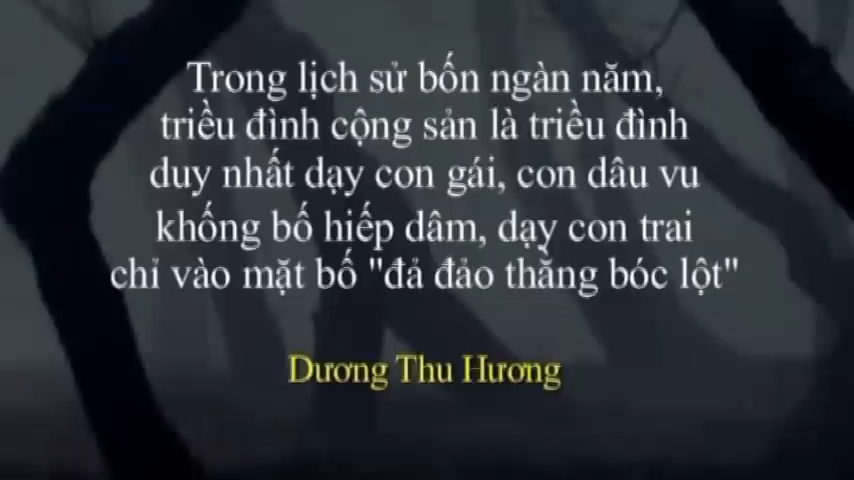 Trong lịch sử bốn ngàn năm,
triều đình cộng sản là triều đình
duy nhất dạy con gái, con dâu vu
khống bố hiếp dâm, dạy con trai
chỉ vào mặt bố "đả đảo thằng bóc lột"
Dương Thu Hương